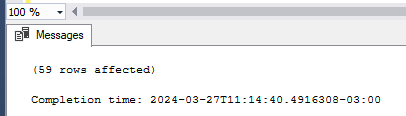 100 %
Messages
(59 rows affected)
Completion time: 2024-03-27T11:14:40.4916308-03:00